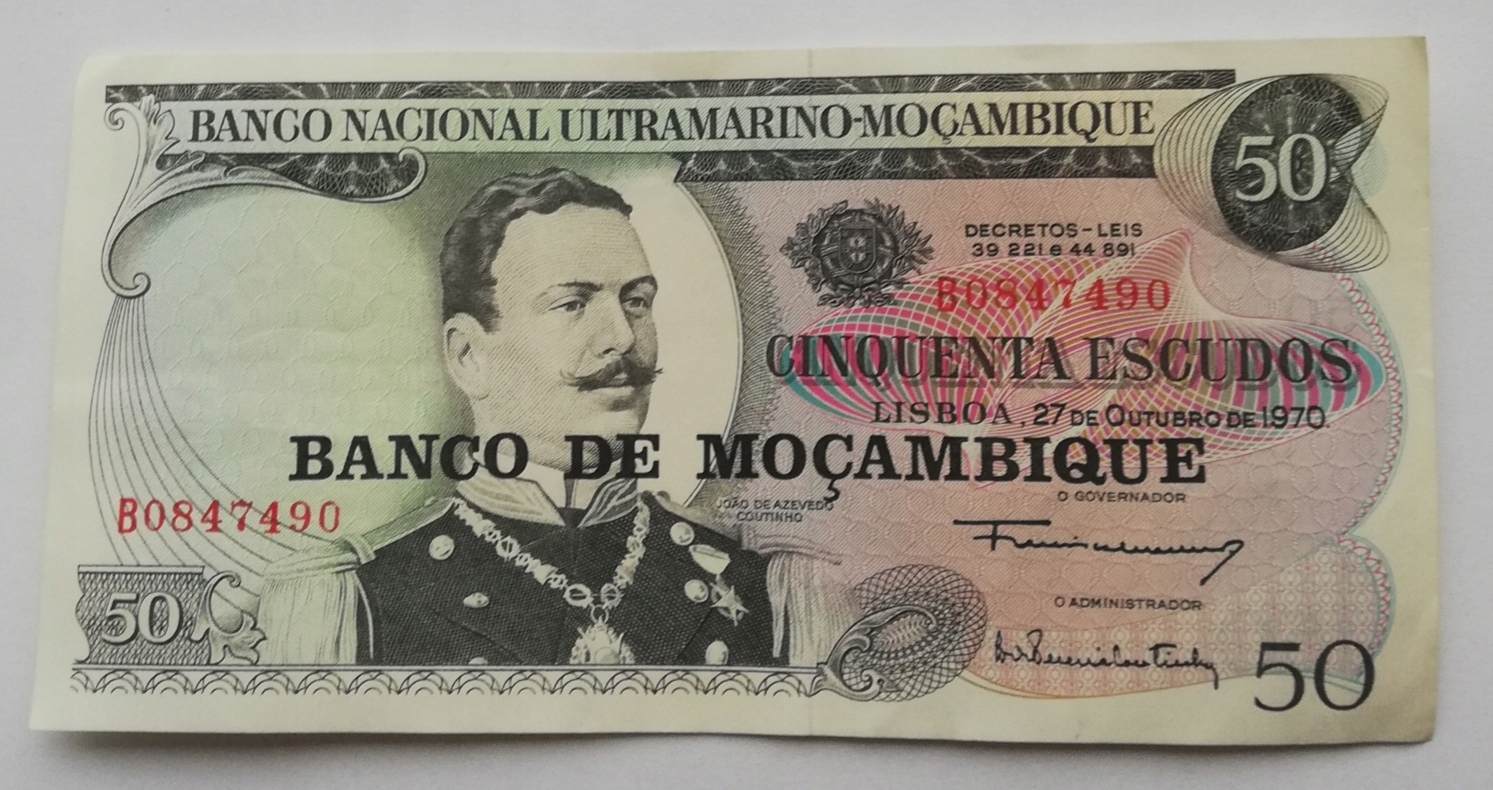 BANCO NACIONAL ULTRAMARINO-MOÇAMBIQUE
50
DECRETOS-LEIS
39 221 e 44 891
B0847490
CINQUENTA ESCUDOS
LISBOA, 27 DE OUTUBRO DE 1970.
BANCO DE MOÇAMBIQUE
O GOVERNADOR
B0847490
JOÃO DE AZEVEDO
COUTINHO
O ADMINISTRADOR
50
50